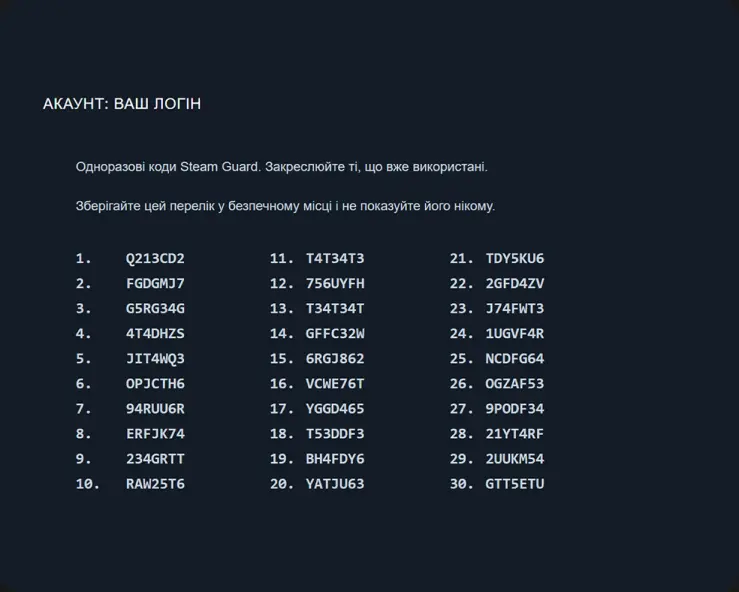 АКАУНТ: ВАШ ЛОГІН
Одноразові коди Steam Guard. Закреслюйте ті, що вже використані.
Зберігайте цей перелік у безпечному місці і не показуйте його нікому.
1. Q213CD2 11. T4T34T3 21. TDY5KU6
2. FGDGMJ7 12. 756UYFH 22. 2GFD4ZV
3. G5RG34G 13. T34T34T 23. J74FWT3
4. 4T4DHZS 14. GFFC32W 24. 1UGVF4R
5. JIT4WQ3 15. 6RGJ862 25. NCDFG64
6. OPJCTH6 16. VCWE76T 26. OGZAF53
7. 94RUU6R 17. YGGD465 27. 9PODF34
8. ERFJK74 18. T53DDF3 28. 21YT4RF
9. 234GRTT 19. BH4FDY6 29. 2UUKM54
10. RAW25T6 20. YATJU63 30. GTT5ETU